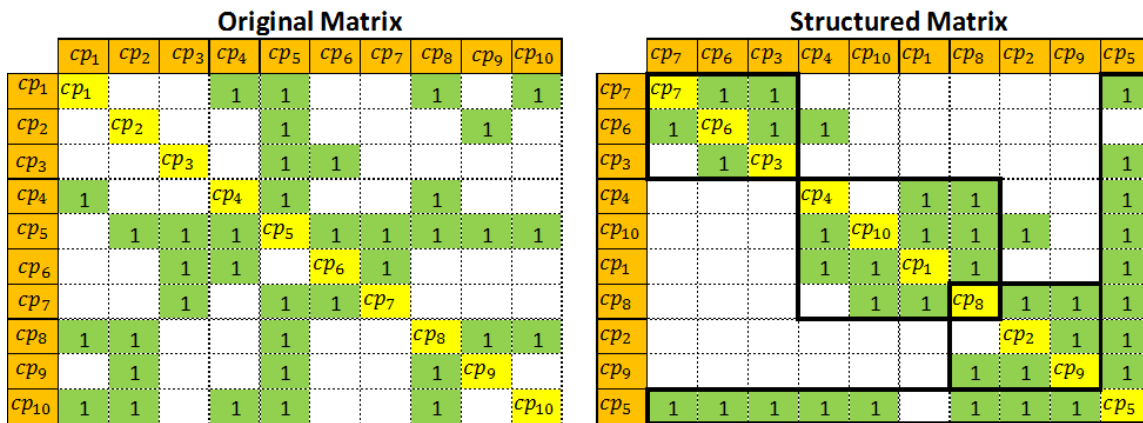 Original Matrix
cp₁ cp₂ cp₃ cp₄ cp₅ cp₆ cp₇ cp₈ cp₉ cp₁₀
cp₁ cp₁ 1 1 1 1
cp₂ cp₂ 1 1
cp₃ cp₃ 1 1
cp₄ 1 cp₄ 1 1
cp₅ 1 1 1 cp₅ 1 1 1 1 1
cp₆ 1 1 cp₆ 1
cp₇ 1 1 1 cp₇
cp₈ 1 1 1 cp₈ 1 1
cp₉ 1 1 1 cp₉
cp₁₀ 1 1 1 1 1 cp₁₀
Structured Matrix
cp₇ cp₆ cp₃ cp₄ cp₁₀ cp₁ cp₈ cp₂ cp₉ cp₅
cp₇ cp₇ 1 1 1
cp₆ 1 cp₆ 1 1
cp₃ 1 cp₃ 1
cp₄ cp₄ 1 1 1
cp₁₀ 1 cp₁₀ 1 1 1 1
cp₁ 1 1 cp₁ 1 1
cp₈ 1 1 cp₈ 1 1 1
cp₂ cp₂ 1 1
cp₉ 1 1 cp₉ 1
cp₅ 1 1 1 1 1 1 1 1 cp₅